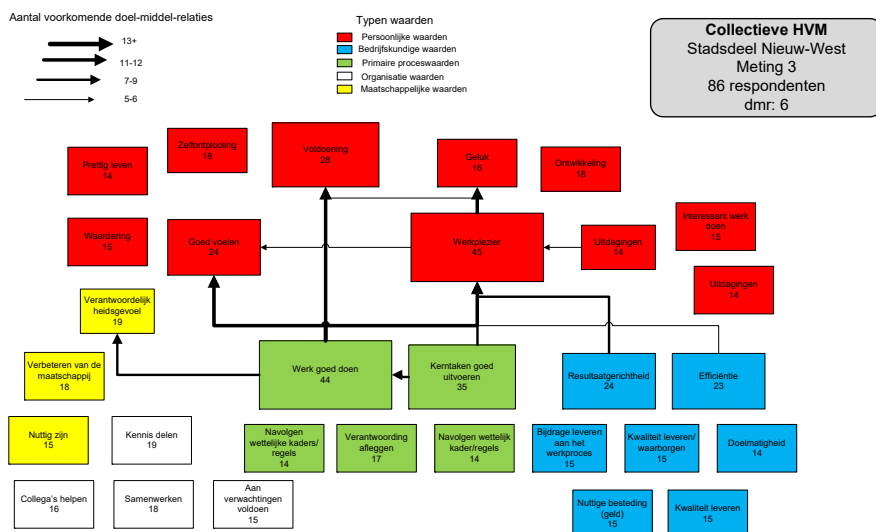 Aantal voorkomende doel-middel-relaties
13+
11-12
7-9
5-6
Typen waarden
Persoonlijke waarden
Bedrijfskundige waarden
Primaire proceswaarden
Organisatie waarden
Maatschappelijke waarden
Collectieve HVM
Stadsdeel Nieuw-West
Meting 3
86 respondenten
dmr: 6
Prettig leven
14
Zelfontplooiing
18
Voldoening
28
Geluk
16
Ontwikkeling
18
Waardering
15
Goed voelen
24
Werkplezier
45
Uitdagingen
14
Interessant werk
doen
15
Uitdagingen
14
Verantwoordelijk
heidsgevoel
19
Verbeteren van de
maatschappij
18
Werk goed doen
44
Kerntaken goed
uitvoeren
35
Resultaatgerichtheid
24
Efficiëntie
23
Nuttig zijn
15
Kennis delen
19
Navolgen
wettelijke kaders/
regels
14
Verantwoording
afleggen
17
Navolgen wettelijk
kader/regels
14
Bijdrage leveren
aan het
werkproces
15
Kwaliteit leveren/
waarborgen
15
Doelmatigheid
14
Collega's helpen
16
Samenwerken
18
Aan
verwachtingen
voldoen
15
Nuttige besteding
(geld)
15
Kwaliteit leveren
15